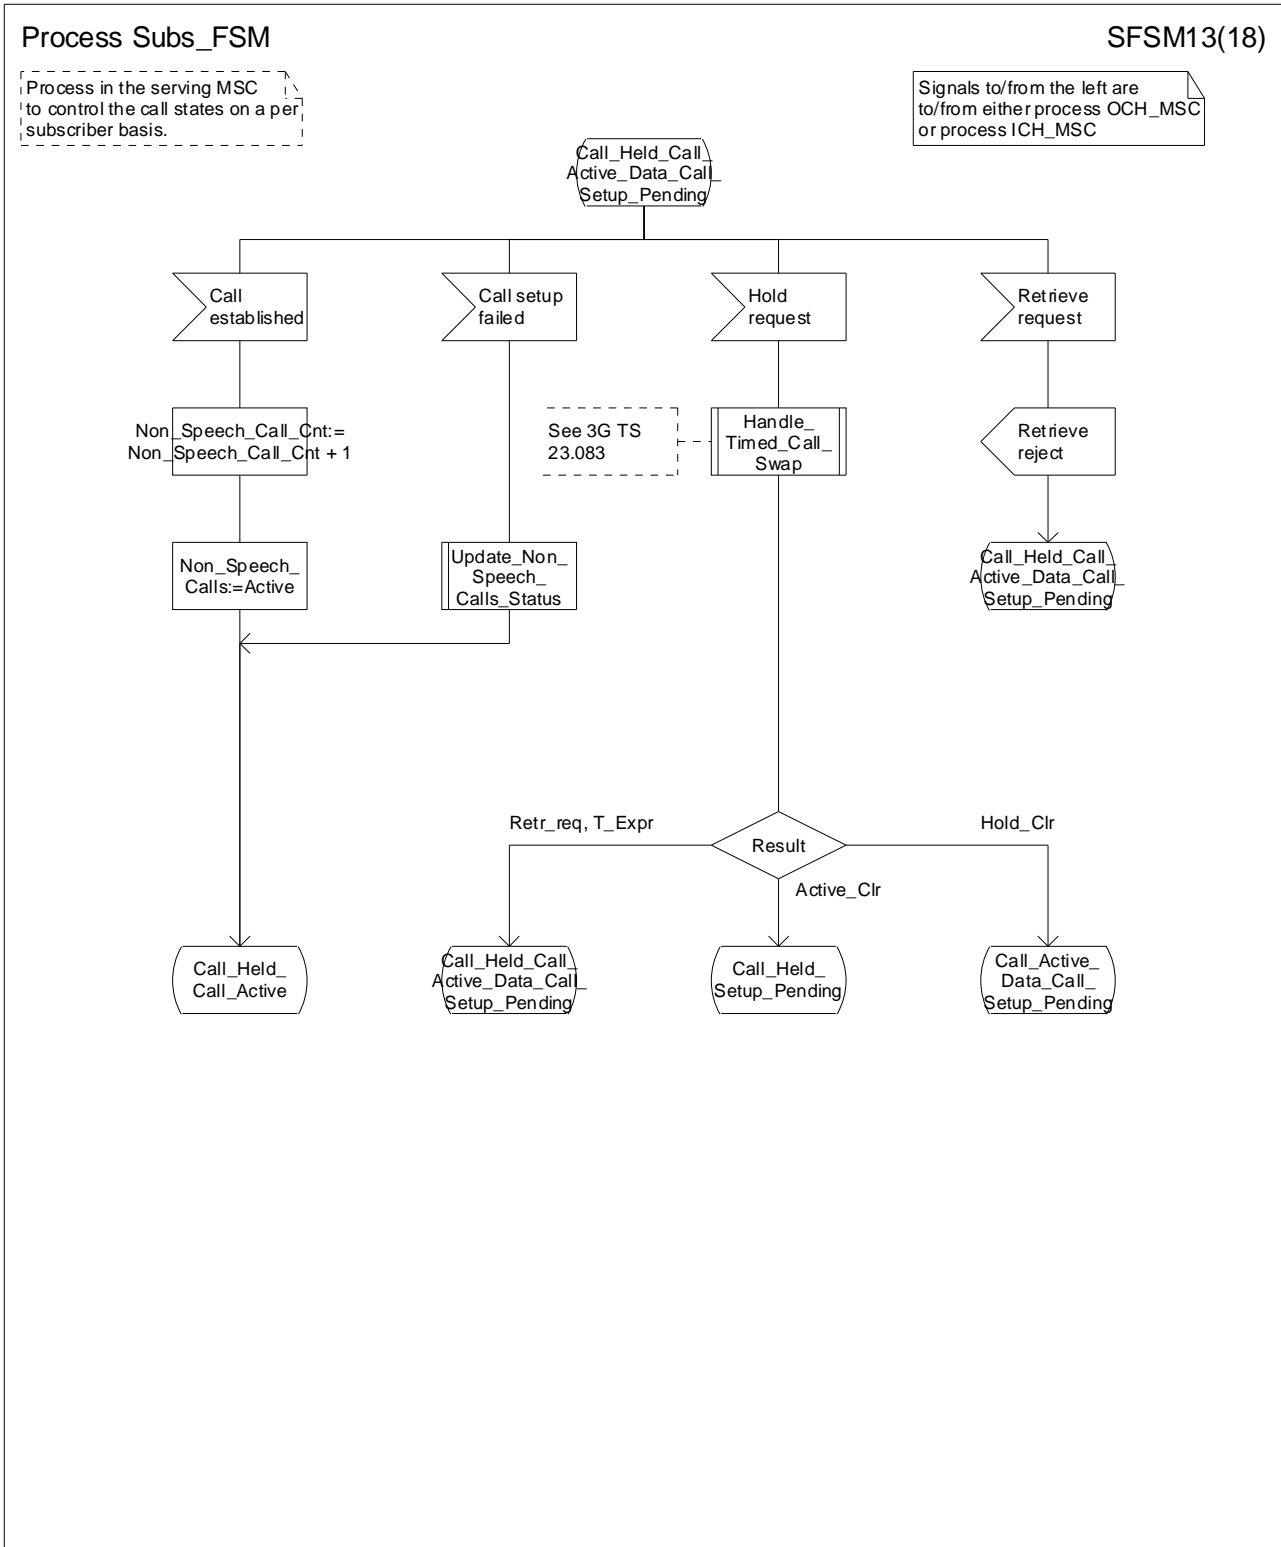 Process Subs_FSM
SFSM13(18)
Process in the serving MSC
to control the call states on a per
subscriber basis.
Signals to/from the left are
to/from either process OCH_MSC
or process ICH_MSC
Call_Held_Call_
Active_Data_Call_
Setup_Pending
Call
established
Call setup
failed
Hold
request
Retrieve
request
Non_Speech_Call_Cnt:=
Non_Speech_Call_Cnt + 1
See 3G TS
23.083
Handle_
Timed_Call_
Swap
Retrieve
reject
Non_Speech_
Calls:=Active
Update_Non_
Speech_
Calls_Status
Call_Held_Call_
Active_Data_Call_
Setup_Pending
Retr_req, T_Expr
Result
Hold_Clr
Active_Clr
Call_Held_
Call_Active
Call_Held_Call_
Active_Data_Call_
Setup_Pending
Call_Held_
Setup_Pending
Call_Active_
Data_Call_
Setup_Pending